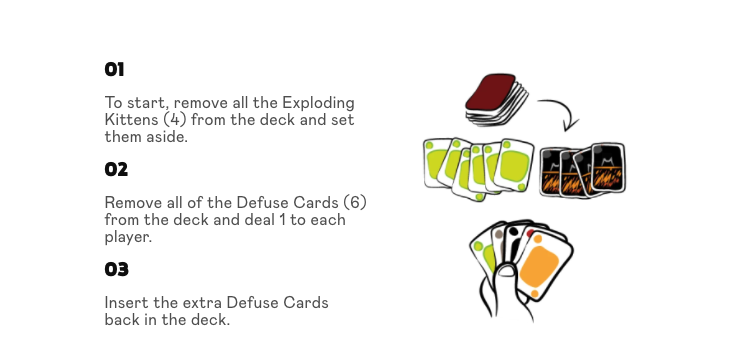 01
To start, remove all the Exploding
Kittens (4) from the deck and set
them aside.
02
Remove all of the Defuse Cards (6)
from the deck and deal 1 to each
player.
03
Insert the extra Defuse Cards
back in the deck.